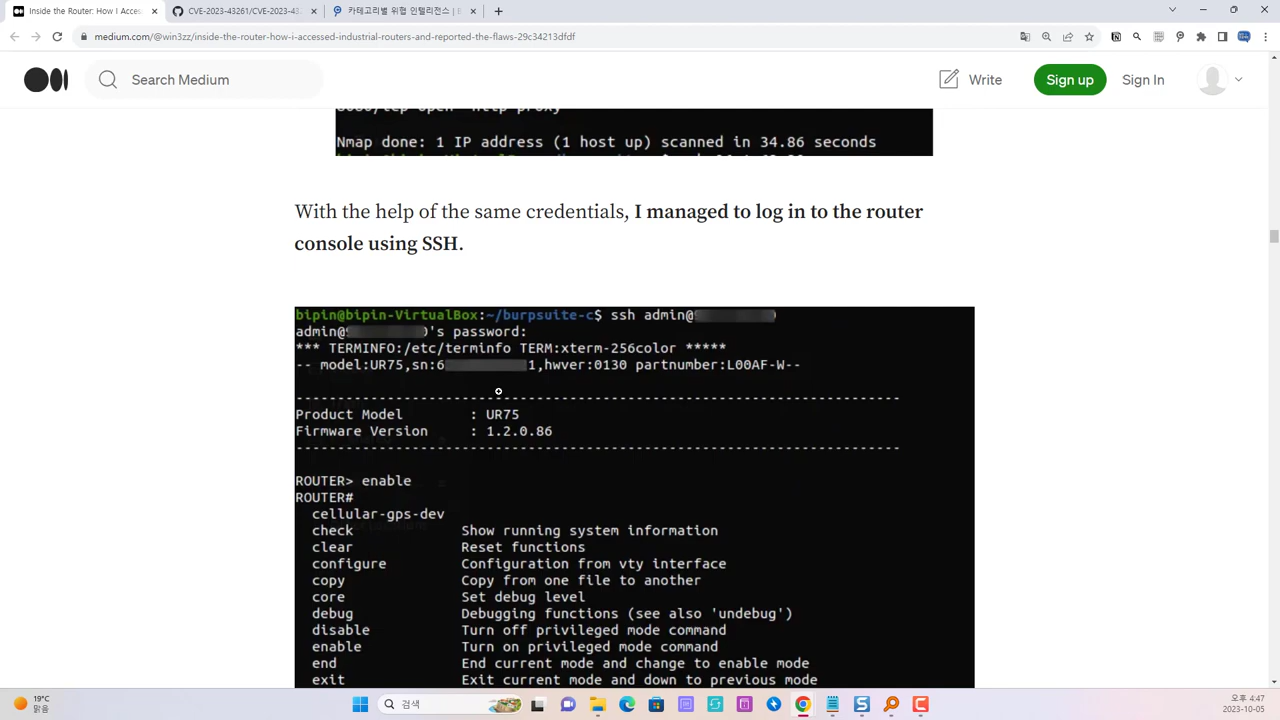 Inside the Router: How I Acces
CVE-2023-43261/CVE-2023-43
카테고리별 위협 인텔리전스 |
medium.com/@win3zz/inside-the-router-how-i-accessed-industrial-routers-and-reported-the-flaws-29c34213dfdf
Search Medium
Write
Sign up
Sign In
Nmap done: 1 IP address (1 host up) scanned in 34.86 seconds
With the help of the same credentials, I managed to log in to the router
console using SSH.
bipin@bipin-VirtualBox:~/burpsuite-c$ ssh admin@
admin@ 's password:
*** TERMINFO:/etc/terminfo TERM:xterm-256color *****
-- model:UR75,sn:6 1,hwver:0130 partnumber:L00AF-W--
Product Model : UR75
Firmware Version : 1.2.0.86
ROUTER> enable
ROUTER#
cellular-gps-dev
check Show running system information
clear Reset functions
configure Configuration from vty interface
copy Copy from one file to another
core Set debug level
debug Debugging functions (see also 'undebug')
disable Turn off privileged mode command
enable Turn on privileged mode command
end End current mode and change to enable mode
exit Exit current mode and down to previous mode
19°C
맑음
검색
오후 4:47
2023-10-05